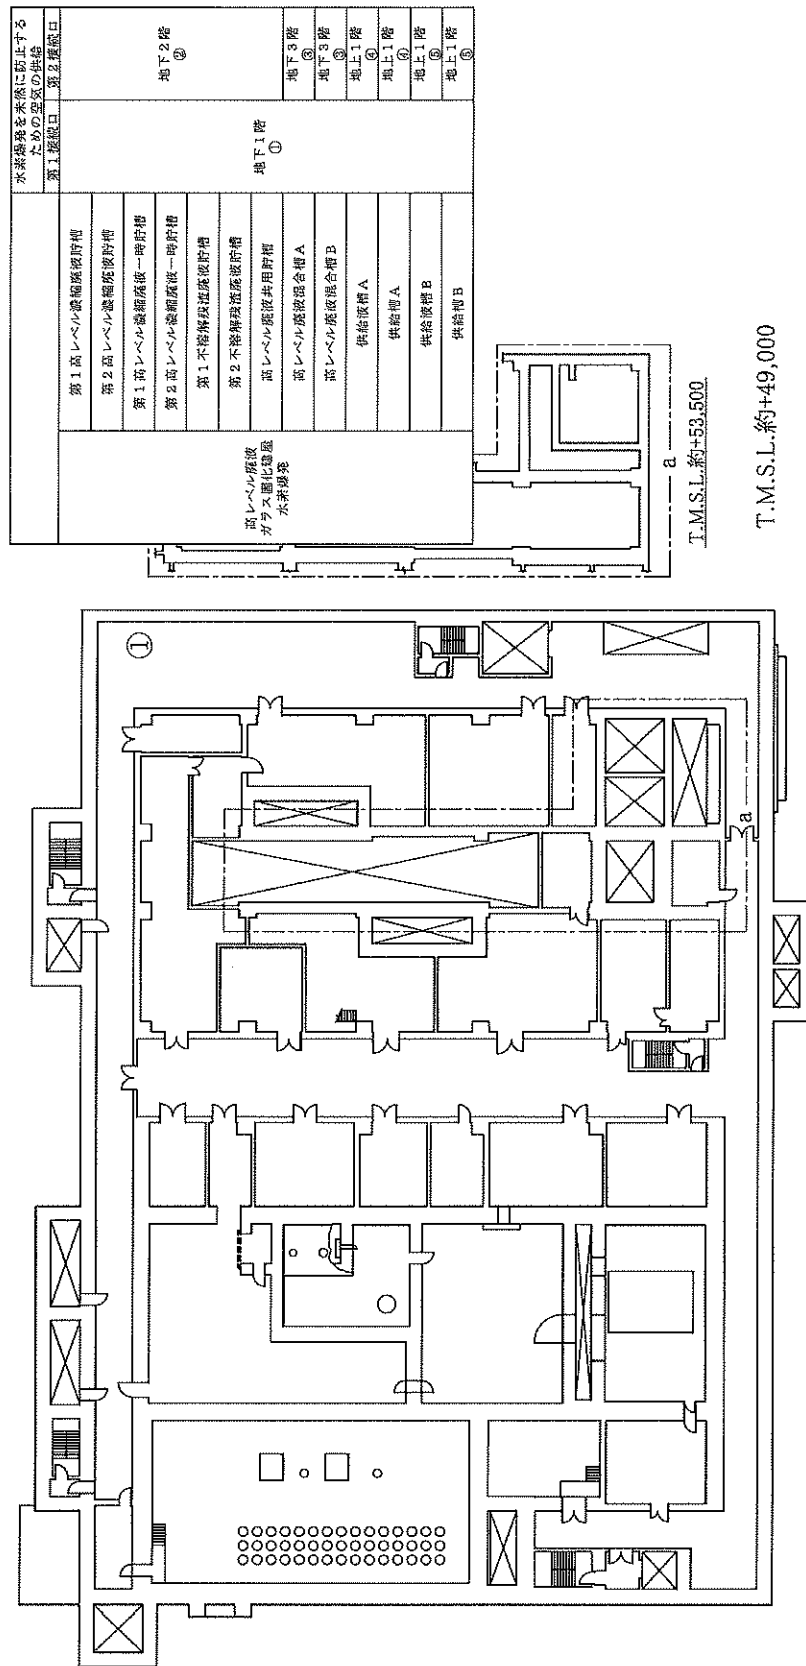 水素爆発を未然に防止する
ための空気の供給
第1接続口
第2接続口
高レベル廃液
ガラス固化建屋
水素爆発
第1高レベル濃縮廃液貯槽
第2高レベル濃縮廃液貯槽
第1高レベル濃縮廃液一時貯槽
第2高レベル濃縮廃液一時貯槽
第1不溶解残渣廃液貯槽
第2不溶解残渣廃液貯槽
高レベル廃液共用貯槽
高レベル廃液混合槽A
高レベル廃液混合槽B
供給液槽A
供給槽A
供給液槽B
供給槽B
地下1階
①
地下2階
②
地下3階
③
地下3階
③
地上1階
④
地上1階
④
地上1階
⑤
地上1階
⑤
a
T.M.S.L.約+53,500
T.M.S.L.約+49,000
①
a